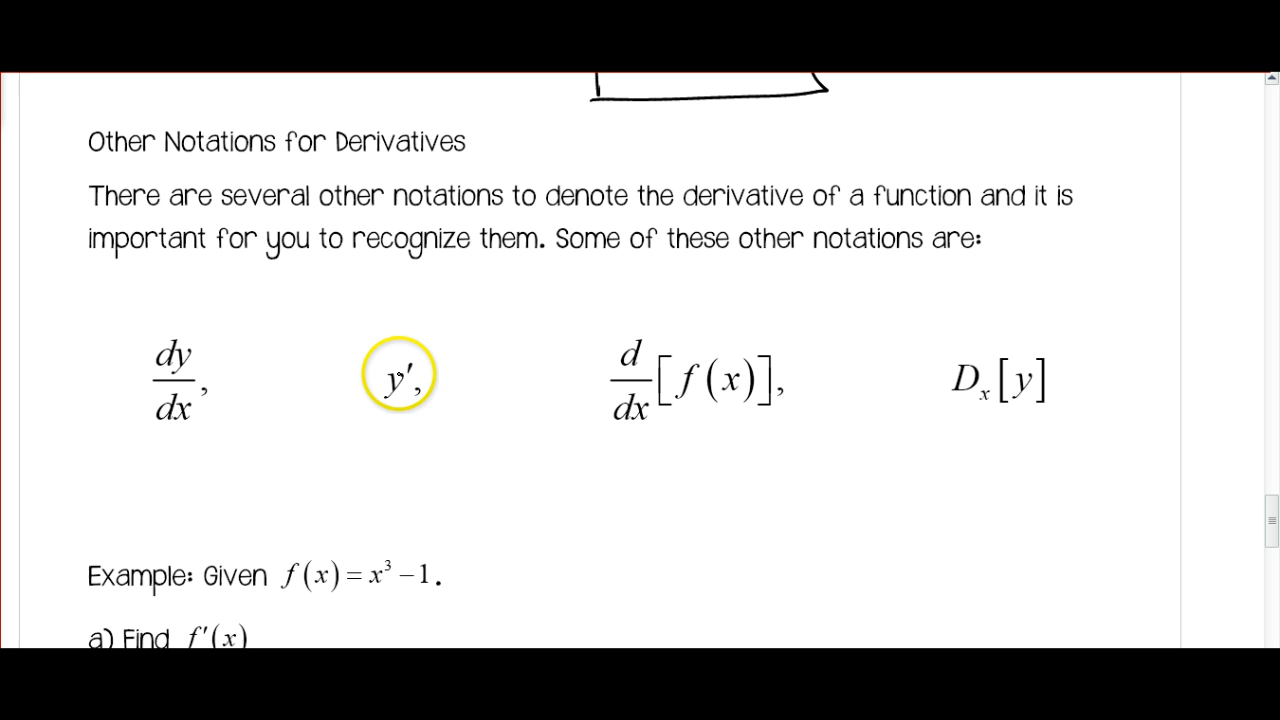 Other Notations for Derivatives
There are several other notations to denote the derivative of a function and it is
important for you to recognize them. Some of these other notations are:
dy/dx, y′, d/dx[f(x)], Dₓ[y]
Example: Given f(x)=x³−1.
a) Find f′(x)